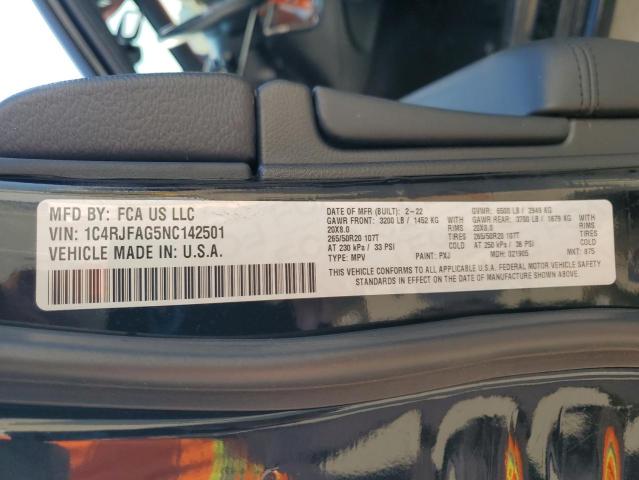 MFD BY: FCA US LLC
VIN: 1C4RJFAG5NC142501
VEHICLE MADE IN: U.S.A.
DATE OF MFR (BUILT): 2-22 GVWR: 6500 LB / 2949 KG
GAWR FRONT: 3200 LB / 1452 KG GAWR REAR: 3700 LB / 1679 KG
20X8.0 RIMS 20X8.0 RIMS
265/50R20 107T TIRES 265/50R20 107T TIRES
AT 230 kPa / 33 PSI COLD AT 250 kPa / 36 PSI COLD
TYPE: MPV PAINT: PXJ MDH: 021905 MKT: 875
THIS VEHICLE CONFORMS TO ALL APPLICABLE U.S.A. FEDERAL MOTOR VEHICLE SAFETY
STANDARDS IN EFFECT ON THE DATE OF MANUFACTURE SHOWN ABOVE.